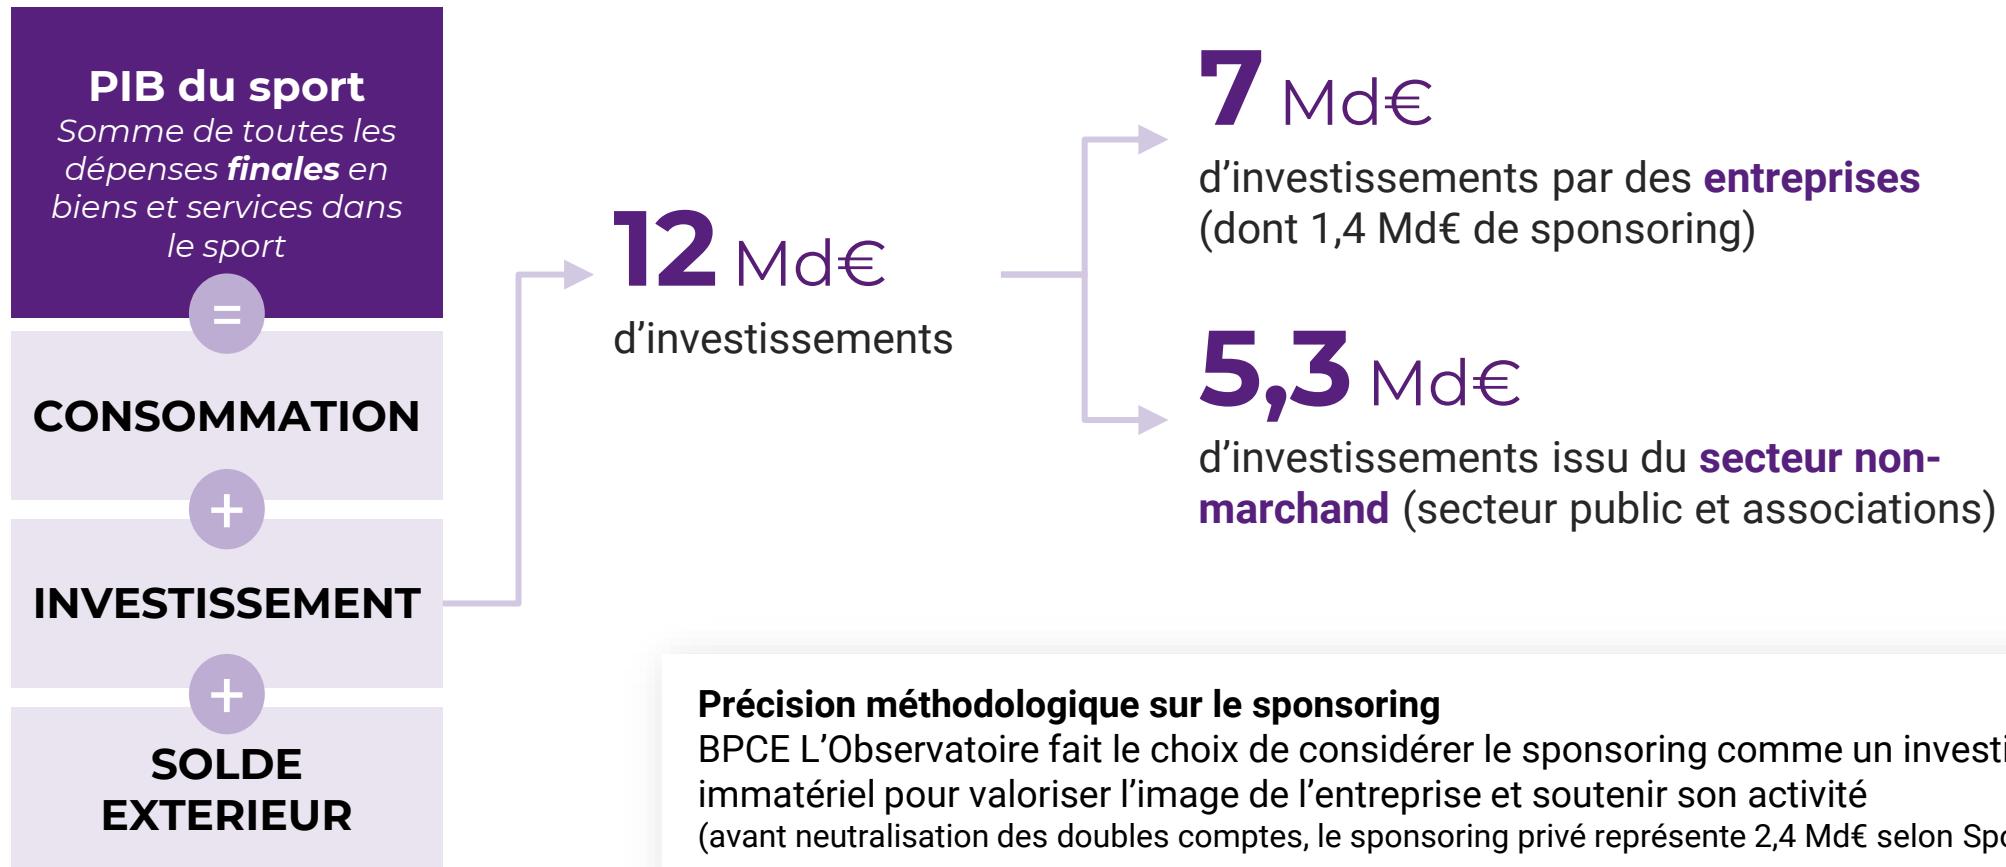 PIB du sport
Somme de toutes les
dépenses finales en
biens et services dans
le sport
=
CONSOMMATION
+
INVESTISSEMENT
+
SOLDE
EXTERIEUR
12 Md€
d’investissements
7 Md€
d’investissements par des entreprises
(dont 1,4 Md€ de sponsoring)
5,3 Md€
d’investissements issu du secteur non-
marchand (secteur public et associations)
Précision méthodologique sur le sponsoring
BPCE L’Observatoire fait le choix de considérer le sponsoring comme un
immatériel pour valoriser l’image de l’entreprise et soutenir son activité
(avant neutralisation des doubles comptes, le sponsoring privé représente 2,4 Md€ selon